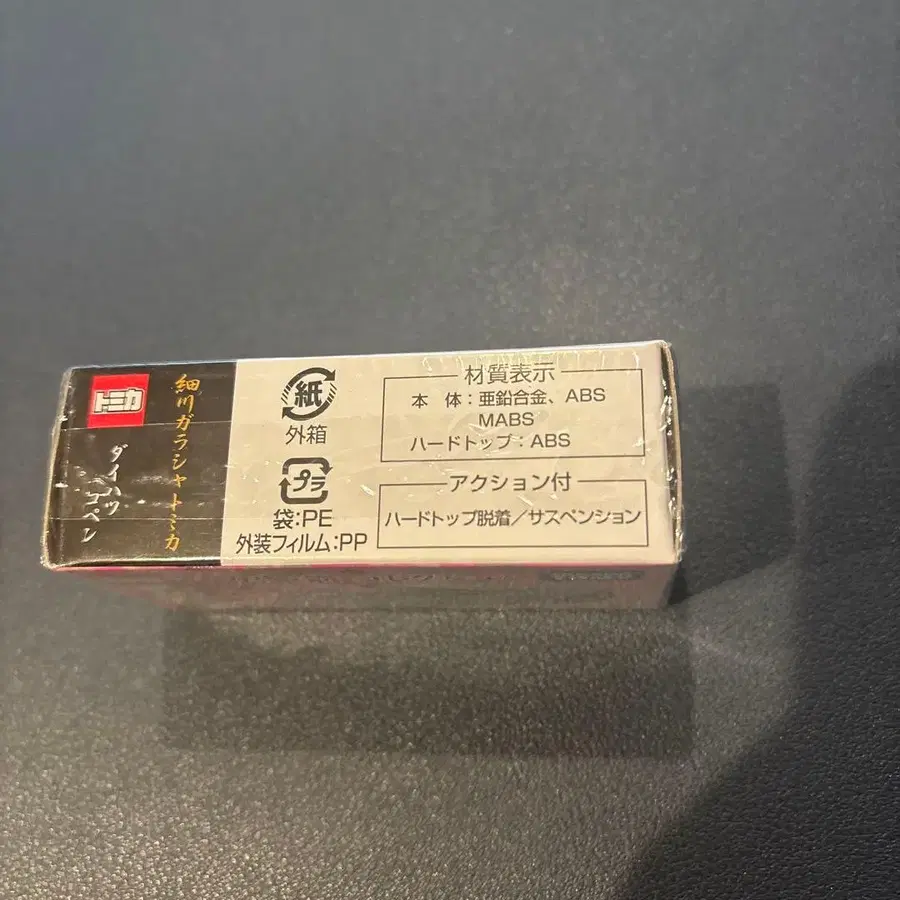 トミカ
細川ガラシャトミカ
ダイハツ
コペン
紙
外箱
プラ
袋:PE
外装フィルム:PP
材質表示
本 体:亜鉛合金、ABS
MABS
ハードトップ:ABS
アクション付
ハードトップ脱着/サスペンション